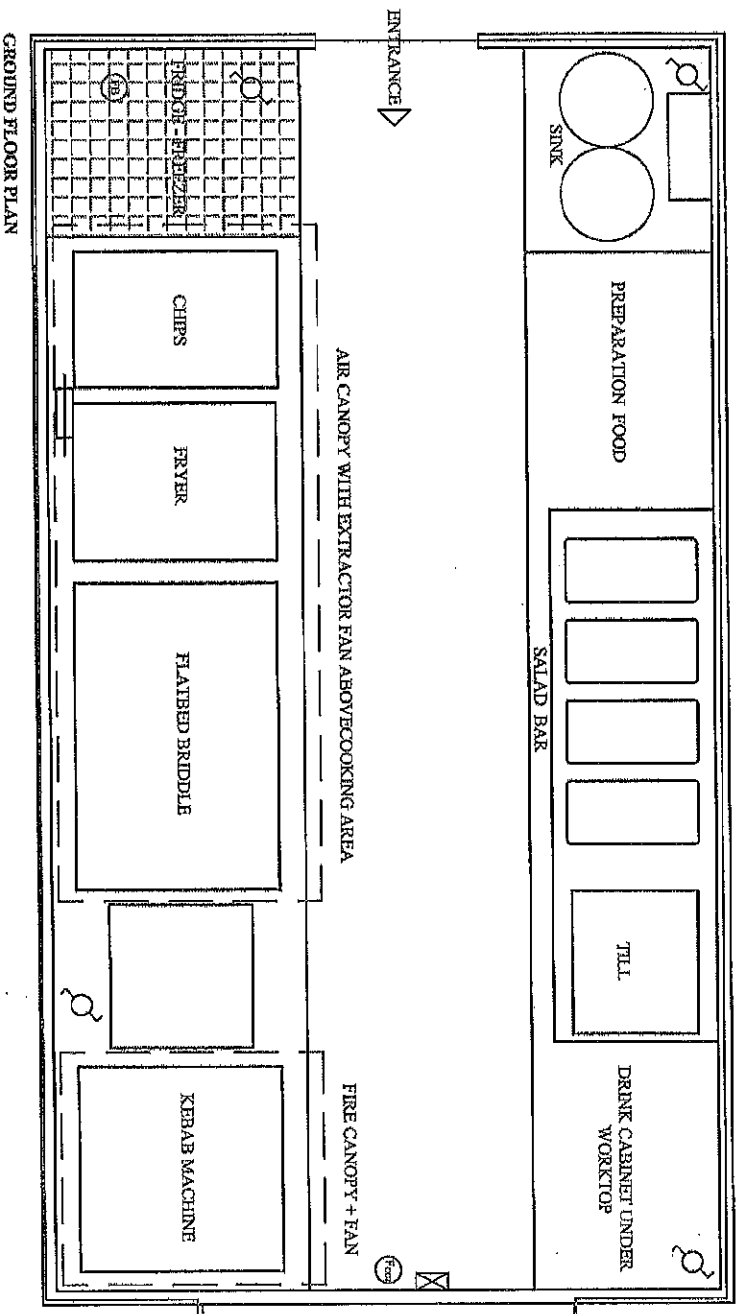 GROUND FLOOR PLAN
ENTRANCE
SINK
PREPARATION FOOD
SALAD BAR
TILL
DRINK CABINET UNDER
WORKTOP
FRIDGE - FREEZER
FB
CHIPS
FRYER
FLATBED BRIDDLE
AIR CANOPY WITH EXTRACTOR FAN ABOVECOOKING AREA
KEBAB MACHINE
FIRE CANOPY + FAN